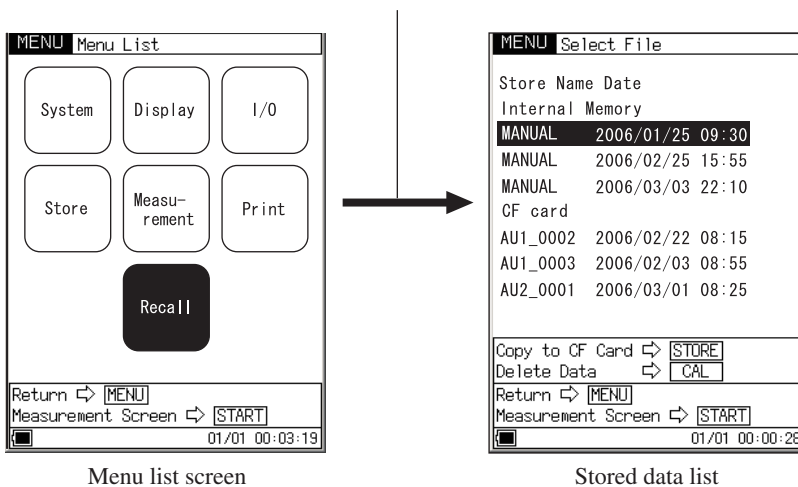 MENU Menu List
System Display I/O
Store Measu-
rement Print
Recall
Return ⇨ MENU
Measurement Screen ⇨ START
01/01 00:03:19
Menu list screen
MENU Select File
Store Name Date
Internal Memory
MANUAL 2006/01/25 09:30
MANUAL 2006/02/25 15:55
MANUAL 2006/03/03 22:10
CF card
AU1_0002 2006/02/22 08:15
AU1_0003 2006/02/03 08:55
AU2_0001 2006/03/01 08:25
Copy to CF Card ⇨ STORE
Delete Data ⇨ CAL
Return ⇨ MENU
Measurement Screen ⇨ START
01/01 00:00:28
Stored data list